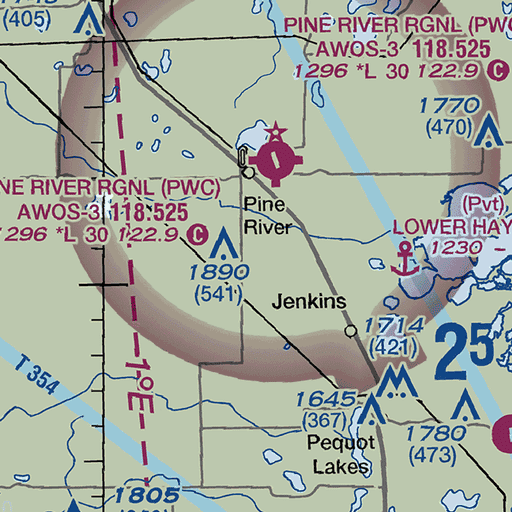 (405)
PINE RIVER RGNL (PWC
AWOS-3 118.525
1296 *L 30 122.9 C
1770
(470)
NE RIVER RGNL (PWC)
AWOS-3 118.525
296 *L 30 122.9 C
Pine
River
(Pvt)
LOWER HAY
1230 -
1890
(541)
Jenkins
1714
(421)
25
T 354
1°E
1645
(367)
Pequot
Lakes
1780
(473)
1805